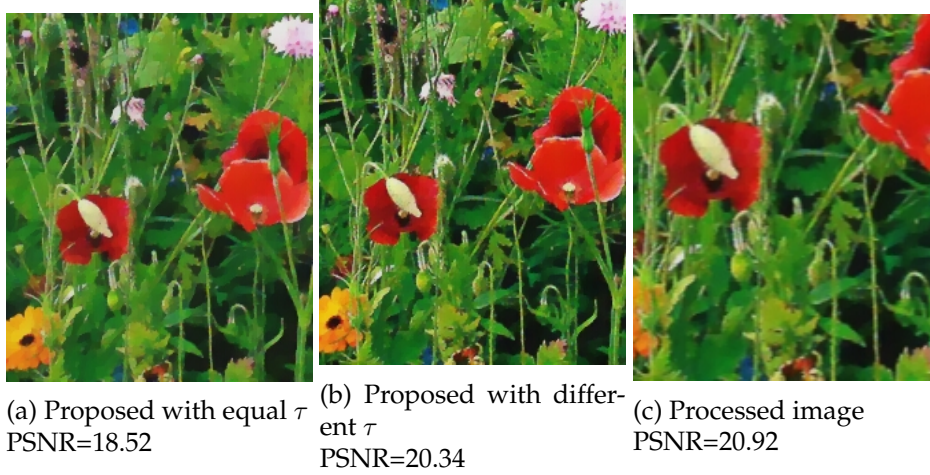 (a) Proposed with equal τ
PSNR=18.52
(b) Proposed with differ-
ent τ
PSNR=20.34
(c) Processed image
PSNR=20.92